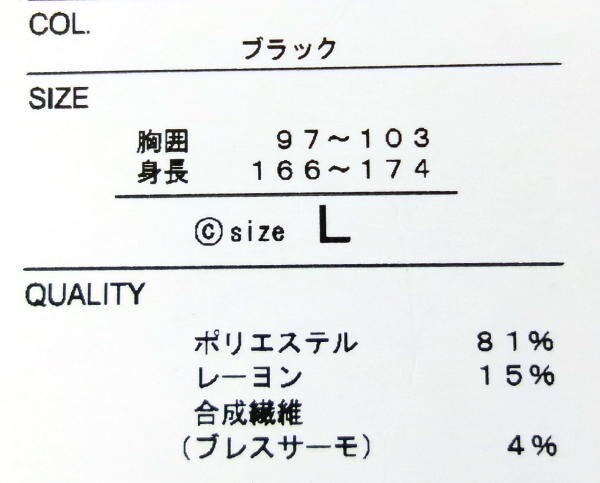 COL.
ブラック
SIZE
胸囲 97～103
身長 166～174
ⓒsize L
QUALITY
ポリエステル 81%
レーヨン 15%
合成繊維
(ブレスサーモ) 4%